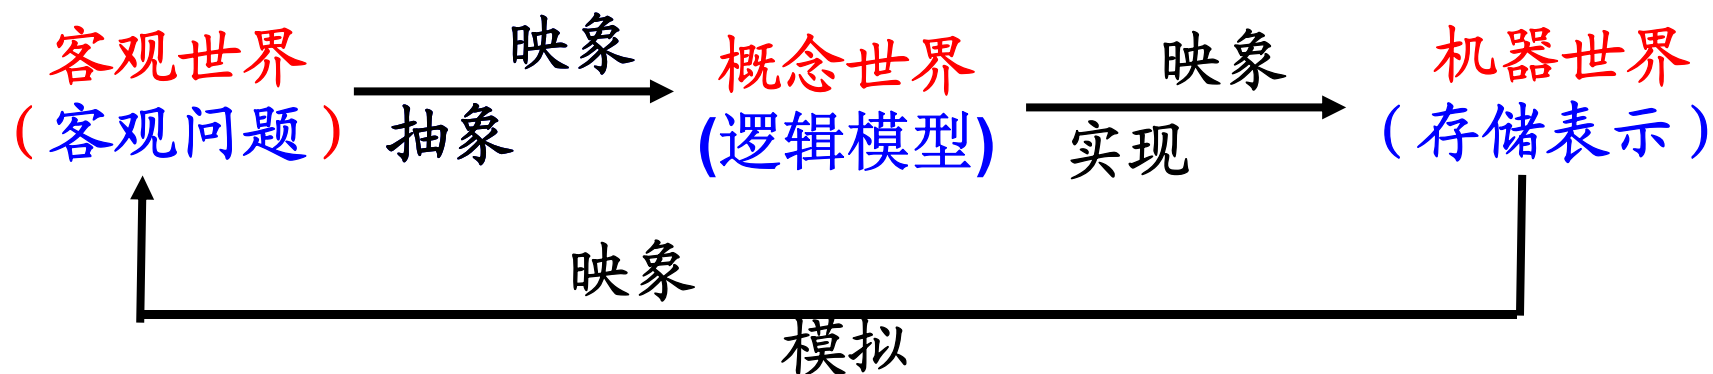 客观世界
（客观问题）
映象
抽象
概念世界
(逻辑模型)
映象
实现
机器世界
（存储表示）
映象
模拟